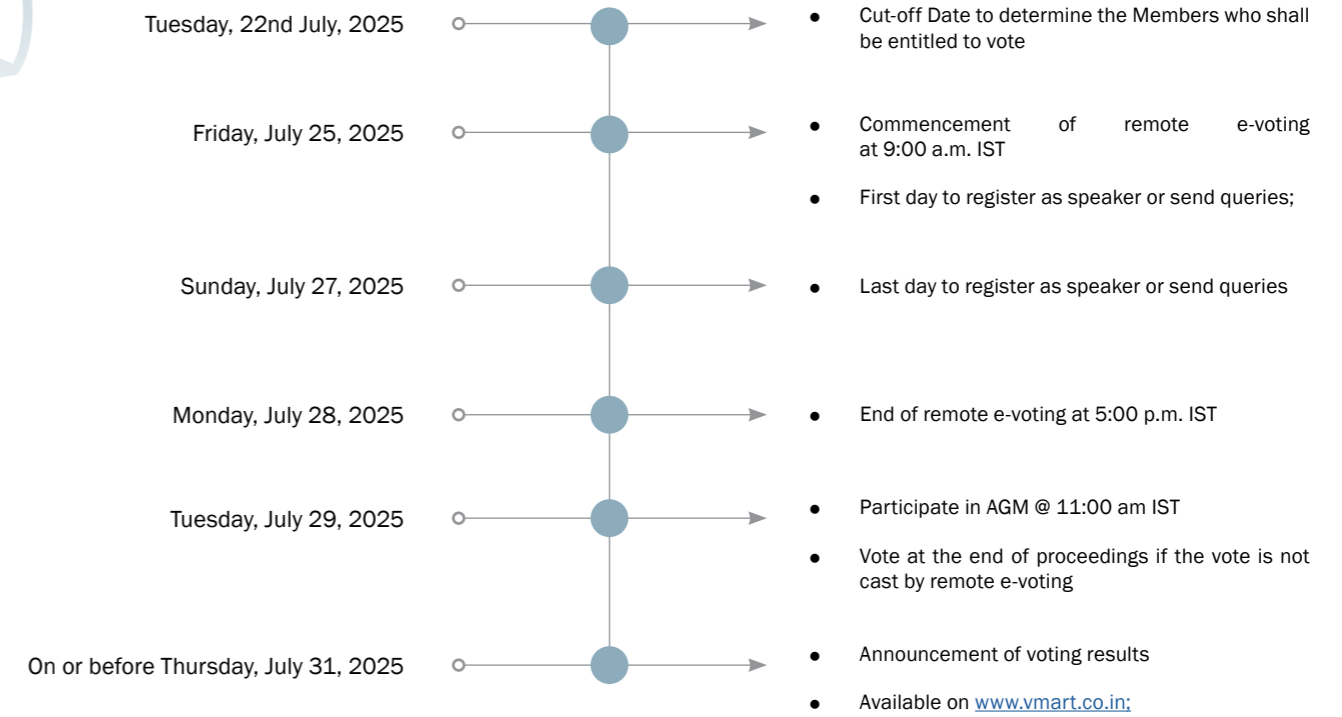 Tuesday, 22nd July, 2025
● Cut-off Date to determine the Members who shall
be entitled to vote
Friday, July 25, 2025
● Commencement of remote e-voting
at 9:00 a.m. IST
● First day to register as speaker or send queries;
Sunday, July 27, 2025
● Last day to register as speaker or send queries
Monday, July 28, 2025
● End of remote e-voting at 5:00 p.m. IST
Tuesday, July 29, 2025
● Participate in AGM @ 11:00 am IST
● Vote at the end of proceedings if the vote is not
cast by remote e-voting
On or before Thursday, July 31, 2025
● Announcement of voting results
● Available on www.vmart.co.in;